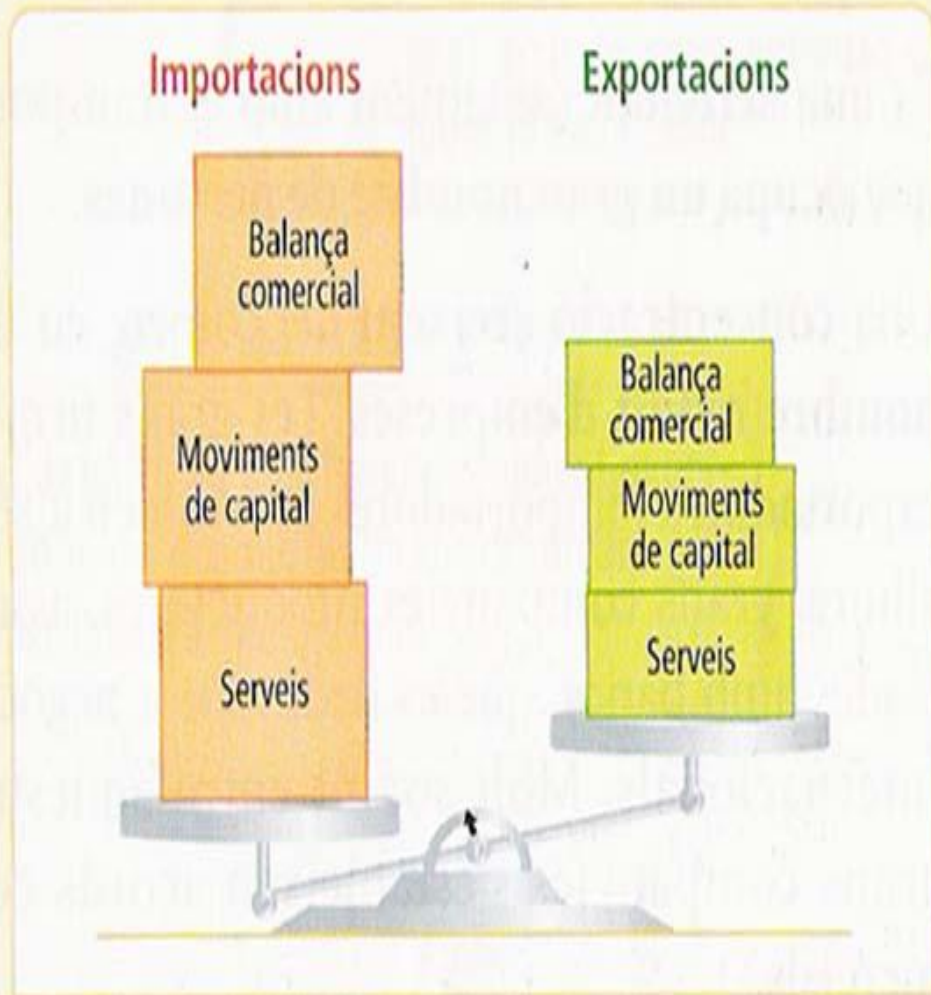 Importacions
Exportacions
Balança
comercial
Moviments
de capital
Serveis
Balança
comercial
Moviments
de capital
Serveis